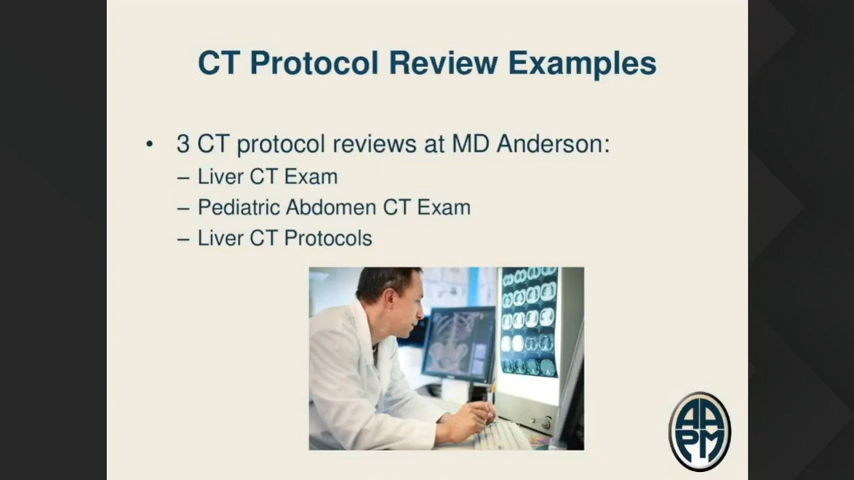 CT Protocol Review Examples
• 3 CT protocol reviews at MD Anderson:
– Liver CT Exam
– Pediatric Abdomen CT Exam
– Liver CT Protocols
AAPM